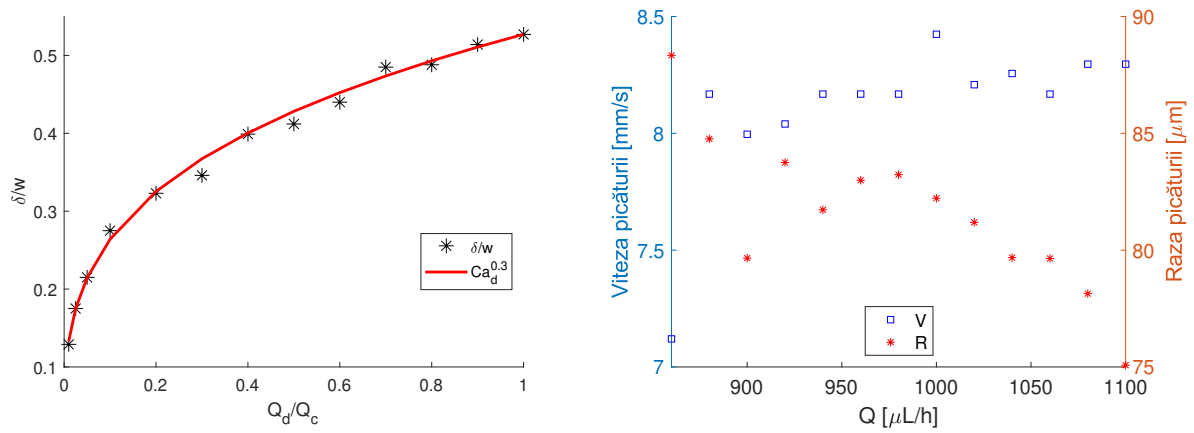 0.5
0.4
0.3
0.2
0.1
δ/w
0 0.2 0.4 0.6 0.8 1
Q_d/Q_c
δ/w
Ca_d^0.3
8.5
8
7.5
7
Viteza picăturii [mm/s]
90
85
80
75
Raza picăturii [μm]
V
R
900 950 1000 1050 1100
Q [μL/h]